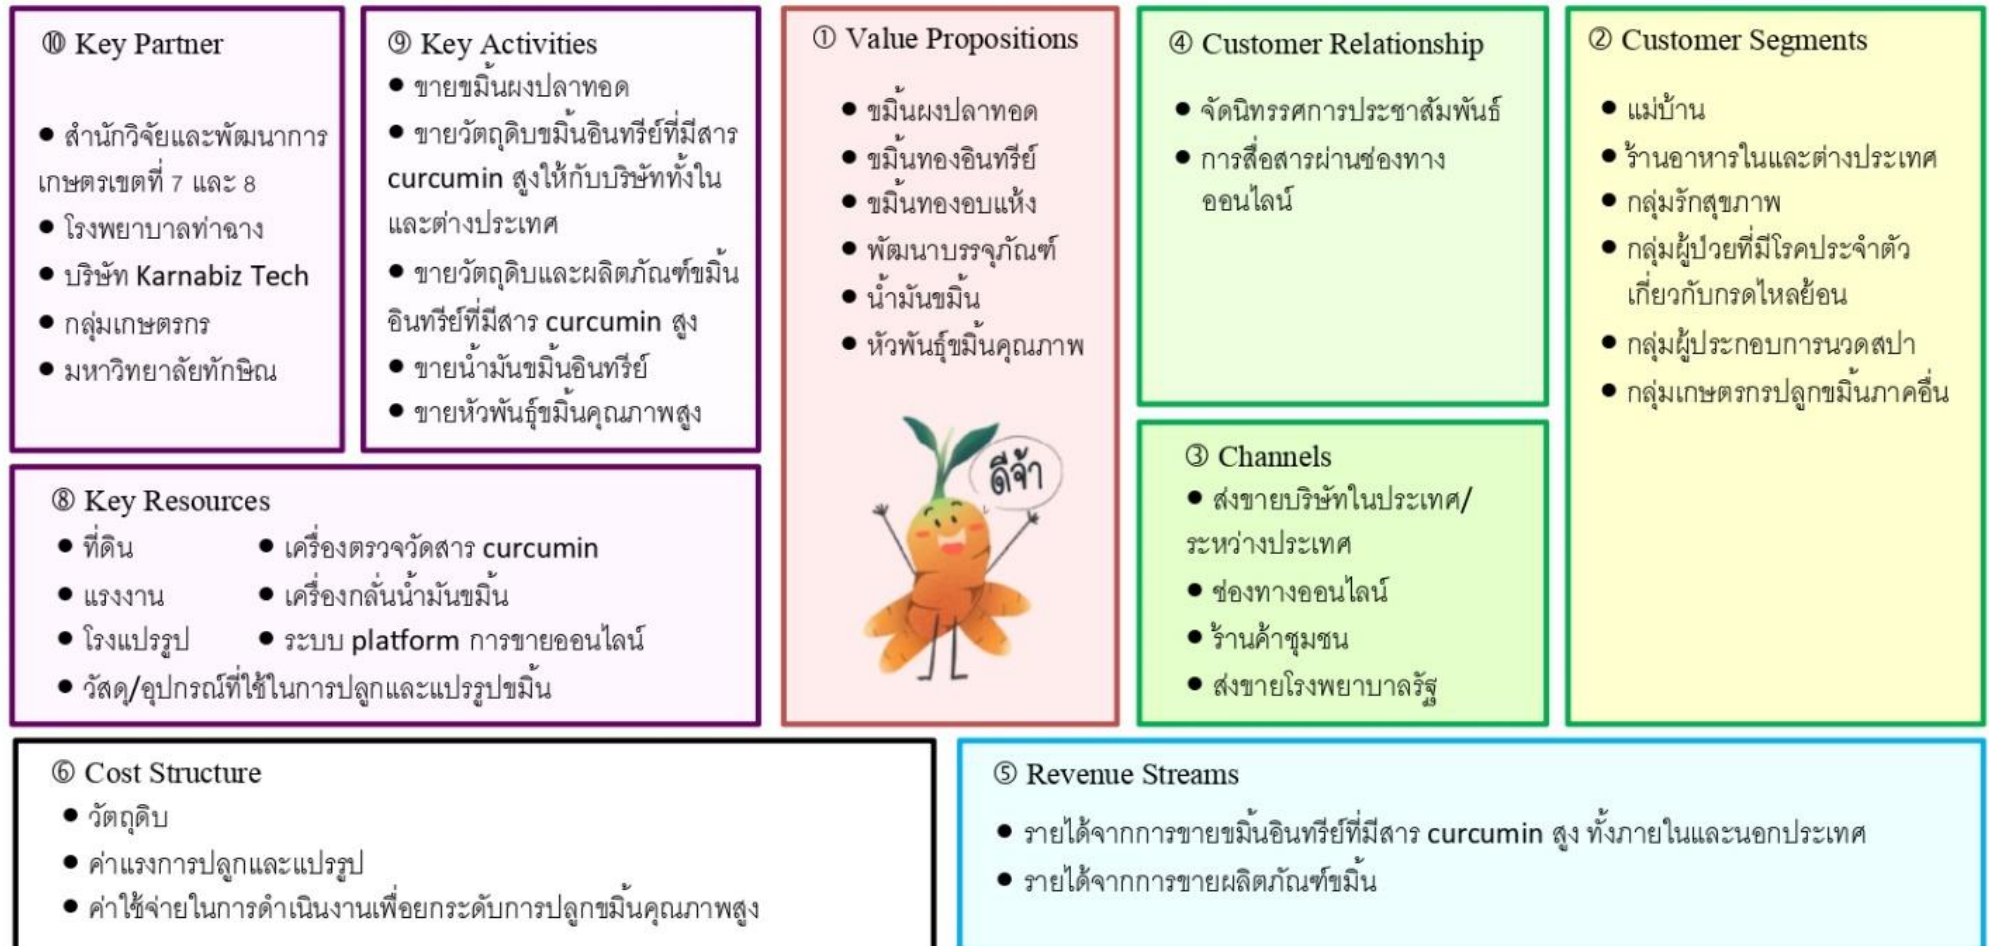 ⑩ Key Partner
● สำนักวิจัยและพัฒนาการ
เกษตรเขตที่ 7 และ 8
● โรงพยาบาลท่าฉาง
● บริษัท Karnabiz Tech
● กลุ่มเกษตรกร
● มหาวิทยาลัยทักษิณ
⑨ Key Activities
● ขายขมิ้นผงปลาทอด
● ขายวัตถุดิบขมิ้นอินทรีย์ที่มีสาร
curcumin สูงให้กับบริษัททั้งใน
และต่างประเทศ
● ขายวัตถุดิบและผลิตภัณฑ์ขมิ้น
อินทรีย์ที่มีสาร curcumin สูง
● ขายน้ำมันขมิ้นอินทรีย์
● ขายหัวพันธุ์ขมิ้นคุณภาพสูง
⑧ Key Resources
● ที่ดิน ● เครื่องตรวจวัดสาร curcumin
● แรงงาน ● เครื่องกลั่นน้ำมันขมิ้น
● โรงแปรรูป ● ระบบ platform การขายออนไลน์
● วัสดุ/อุปกรณ์ที่ใช้ในการปลูกและแปรรูปขมิ้น
① Value Propositions
● ขมิ้นผงปลาทอด
● ขมิ้นทองอินทรีย์
● ขมิ้นทองอบแห้ง
● พัฒนาบรรจุภัณฑ์
● น้ำมันขมิ้น
● หัวพันธุ์ขมิ้นคุณภาพ
ดีจ้า
④ Customer Relationship
● จัดนิทรรศการประชาสัมพันธ์
● การสื่อสารผ่านช่องทาง
ออนไลน์
③ Channels
● ส่งขายบริษัทในประเทศ/
ระหว่างประเทศ
● ช่องทางออนไลน์
● ร้านค้าชุมชน
● ส่งขายโรงพยาบาลรัฐ
② Customer Segments
● แม่บ้าน
● ร้านอาหารในและต่างประเทศ
● กลุ่มรักสุขภาพ
● กลุ่มผู้ป่วยที่มีโรคประจำตัว
เกี่ยวกับกรดไหลย้อน
● กลุ่มผู้ประกอบการนวดสปา
● กลุ่มเกษตรกรปลูกขมิ้นภาคอื่น
⑥ Cost Structure
● วัตถุดิบ
● ค่าแรงการปลูกและแปรรูป
● ค่าใช้จ่ายในการดำเนินงานเพื่อยกระดับการปลูกขมิ้นคุณภาพสูง
⑤ Revenue Streams
● รายได้จากการขายขมิ้นอินทรีย์ที่มีสาร curcumin สูง ทั้งภายในและนอกประเทศ
● รายได้จากการขายผลิตภัณฑ์ขมิ้น